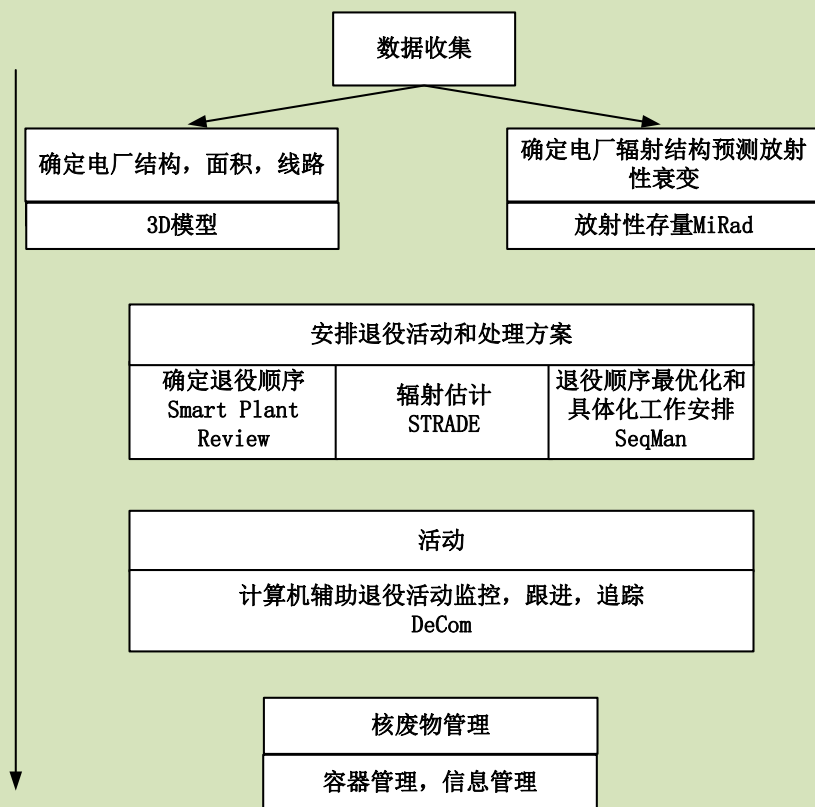 数据收集
确定电厂结构，面积，线路
3D模型
确定电厂辐射结构预测放射
性衰变
放射性存量MiRad
安排退役活动和处理方案
确定退役顺序
Smart Plant
Review
辐射估计
STRADE
退役顺序最优化和
具体化工作安排
SeqMan
活动
计算机辅助退役活动监控，跟进，追踪
DeCom
核废物管理
容器管理，信息管理